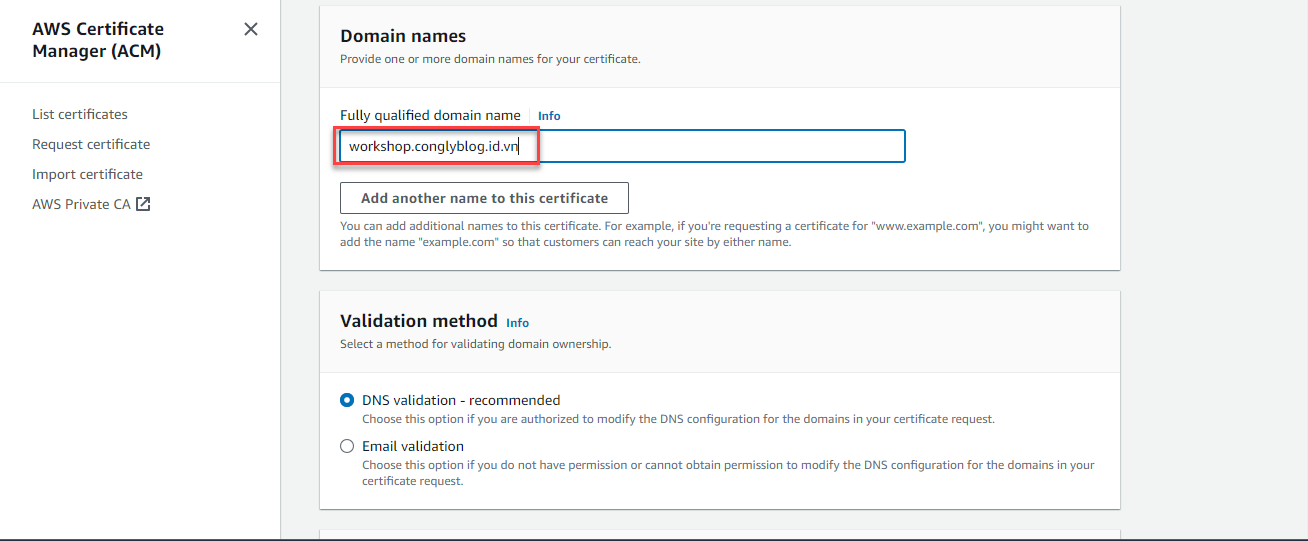 AWS Certificate
Manager (ACM)
List certificates
Request certificate
Import certificate
AWS Private CA
Domain names
Provide one or more domain names for your certificate.
Fully qualified domain name Info
workshop.conglyblog.id.vn
Add another name to this certificate
You can add additional names to this certificate. For example, if you're requesting a certificate for "www.example.com", you might want to
add the name "example.com" so that customers can reach your site by either name.
Validation method Info
Select a method for validating domain ownership.
DNS validation - recommended
Choose this option if you are authorized to modify the DNS configuration for the domains in your certificate request.
Email validation
Choose this option if you do not have permission or cannot obtain permission to modify the DNS configuration for the domains in your
certificate request.